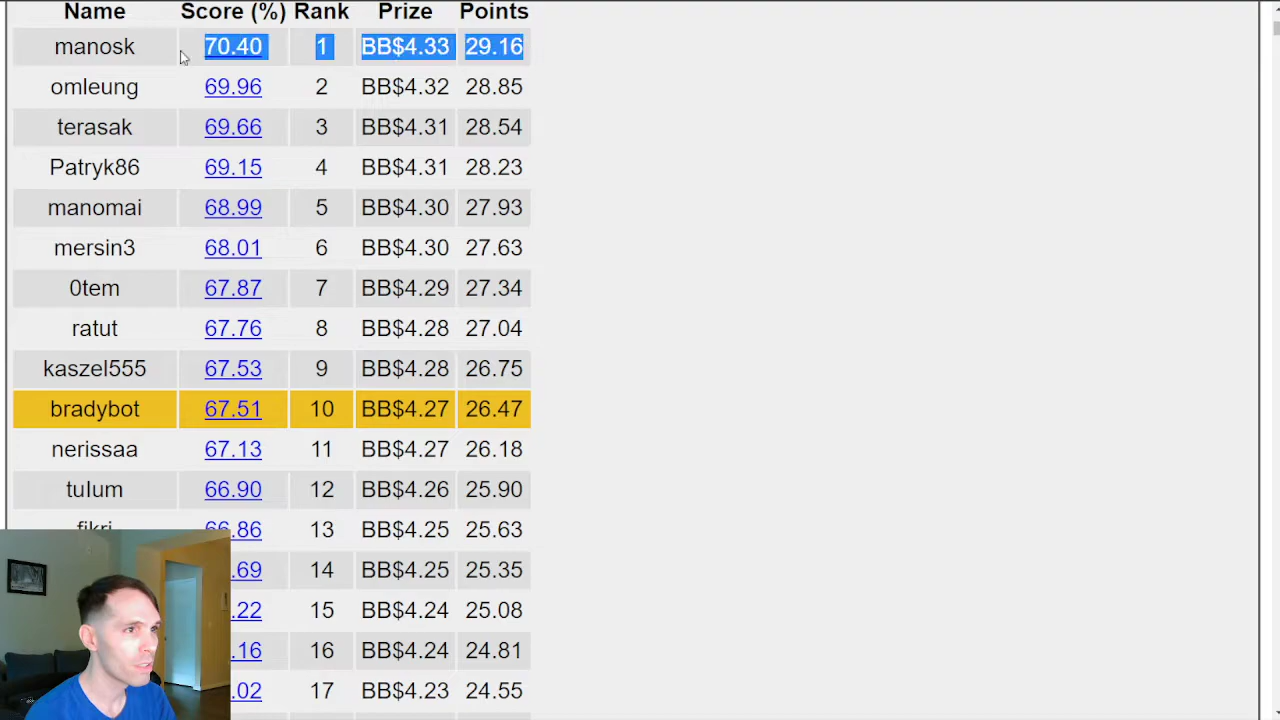 Name Score (%) Rank Prize Points
manosk 70.40 1 BB$4.33 29.16
omleung 69.96 2 BB$4.32 28.85
terasak 69.66 3 BB$4.31 28.54
Patryk86 69.15 4 BB$4.31 28.23
manomai 68.99 5 BB$4.30 27.93
mersin3 68.01 6 BB$4.30 27.63
0tem 67.87 7 BB$4.29 27.34
ratut 67.76 8 BB$4.28 27.04
kaszel555 67.53 9 BB$4.28 26.75
bradybot 67.51 10 BB$4.27 26.47
nerissaa 67.13 11 BB$4.27 26.18
tulum 66.90 12 BB$4.26 25.90
fikri 66.86 13 BB$4.25 25.63
.69 14 BB$4.25 25.35
.22 15 BB$4.24 25.08
.16 16 BB$4.24 24.81
.02 17 BB$4.23 24.55